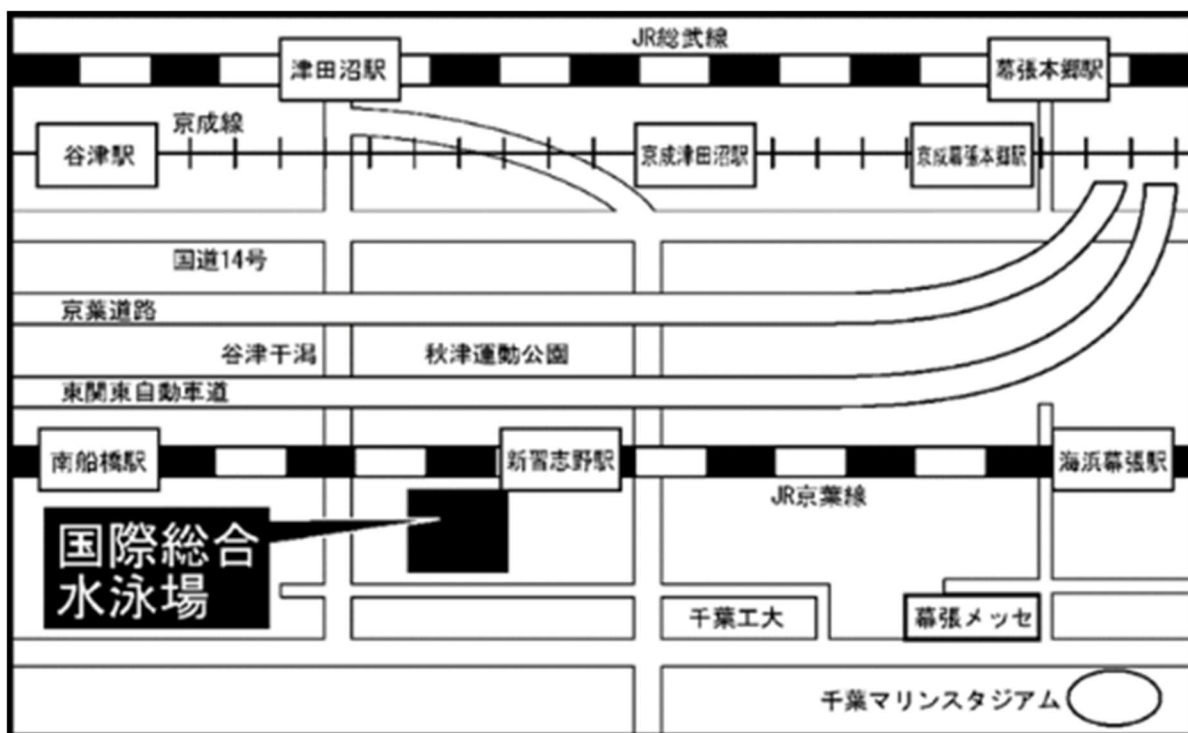 JR総武線
津田沼駅
幕張本郷駅
京成線
谷津駅
京成津田沼駅
京成幕張本郷駅
国道14号
京葉道路
谷津干潟
秋津運動公園
東関東自動車道
南船橋駅
新習志野駅
海浜幕張駅
JR京葉線
国際総合
水泳場
千葉工大
幕張メッセ
千葉マリンスタジアム